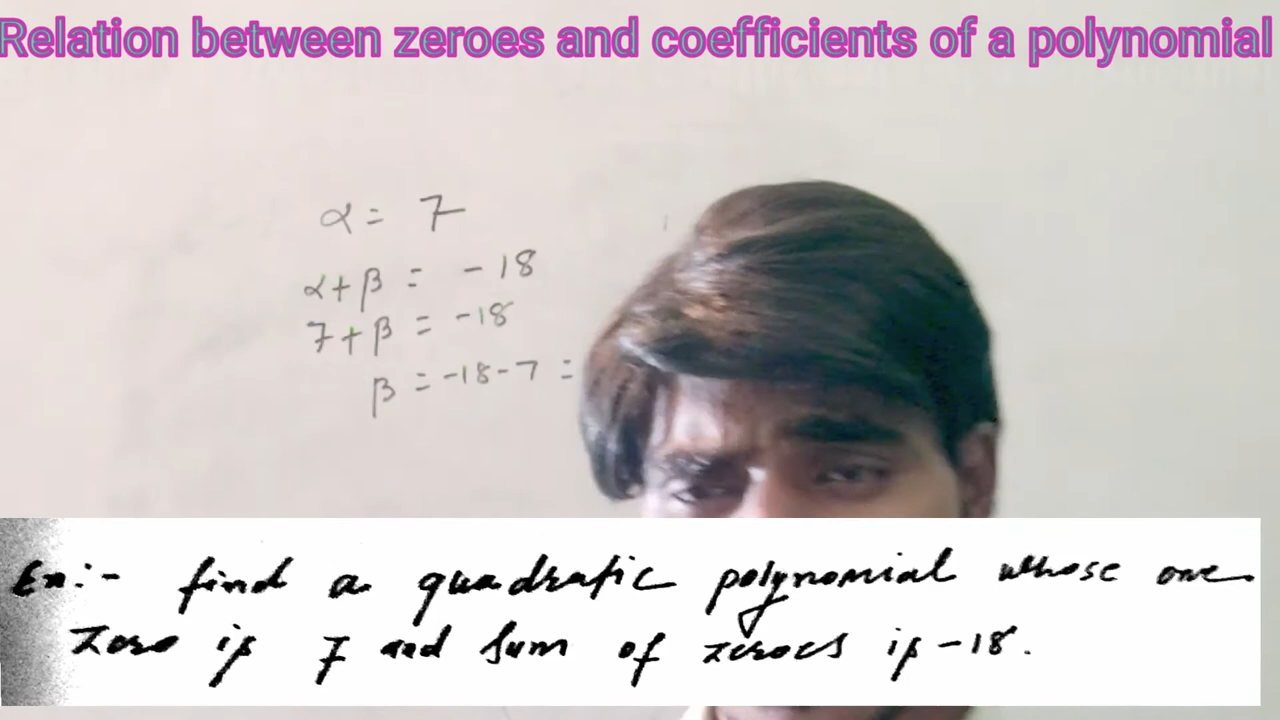 Relation between zeroes and coefficients of a polynomial
α = 7
α+β = -18
7+β = -18
β = -18-7 =
Ex:- find a quadratic polynomial whose one
zero is 7 and sum of zeroes is -18.